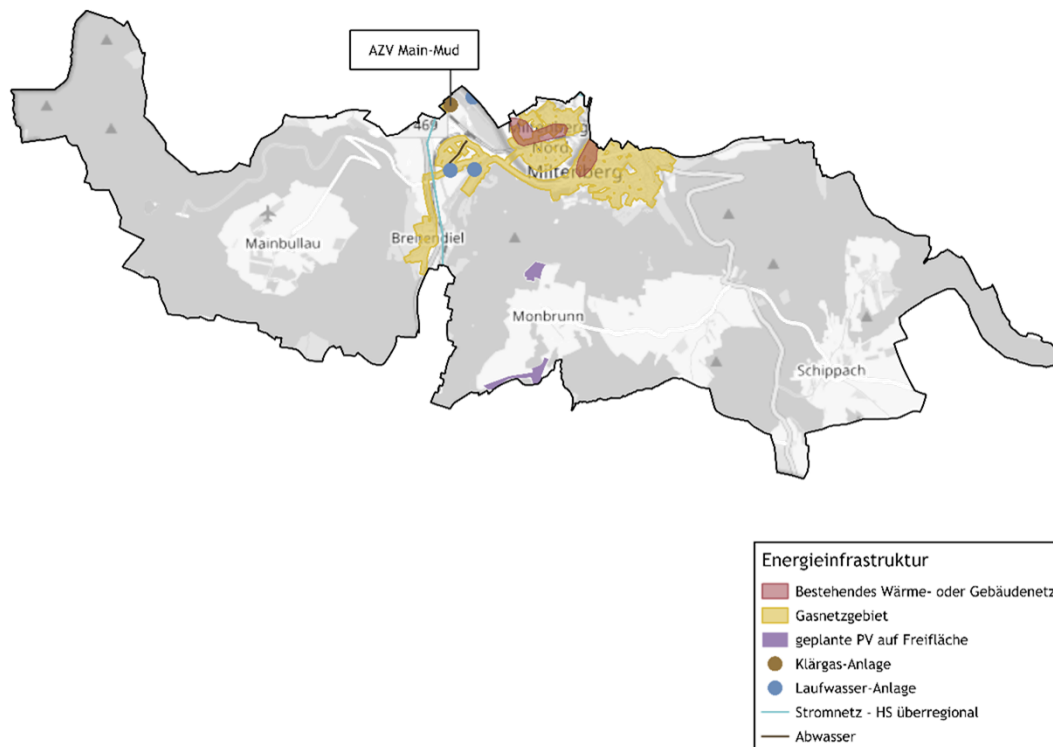 AZV Main-Mud
469
Miltenberg
Nord
Miltenberg
Mainbullau
Breitendiel
Monbrunn
Schippach
Energieinfrastruktur
Bestehendes Wärme- oder Gebäudenetz
Gasnetzgebiet
geplante PV auf Freifläche
Klärgas-Anlage
Laufwasser-Anlage
Stromnetz - HS überregional
Abwasser